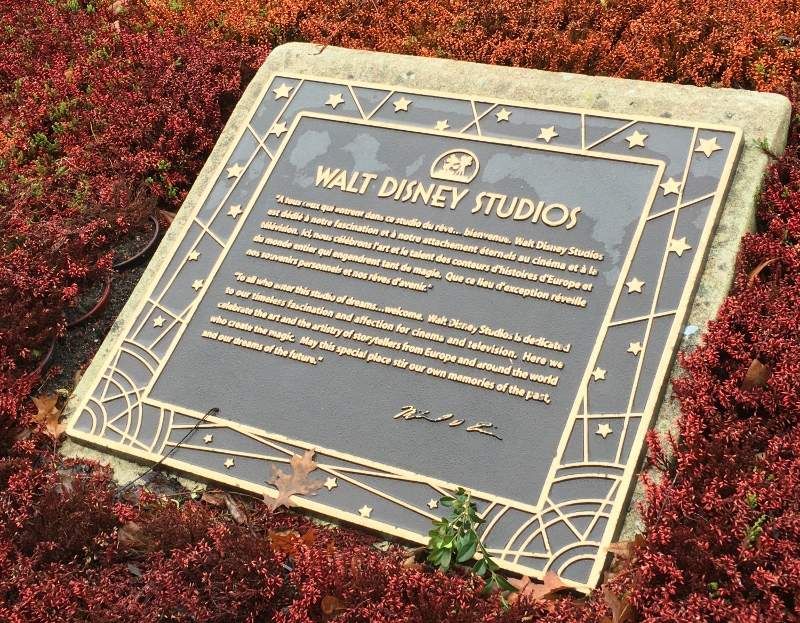 WALT DISNEY STUDIOS
"A tous ceux qui entrent dans ce studio du rêve... bienvenue. Walt Disney Studios
est dédié à notre fascination et à notre attachement éternels au cinéma et à la
télévision. Ici, nous célébrons l'art et le talent des conteurs d'histoires d'Europe et
du monde entier qui engendrent tant de magie. Que ce lieu d'exception réveille
nos souvenirs personnels et nos rêves d'avenir."
"To all who enter this studio of dreams...welcome. Walt Disney Studios is dedicated
to our timeless fascination and affection for cinema and television. Here we
celebrate the art and the artistry of storytellers from Europe and around the world
who create the magic. May this special place stir our own memories of the past,
and our dreams of the future."